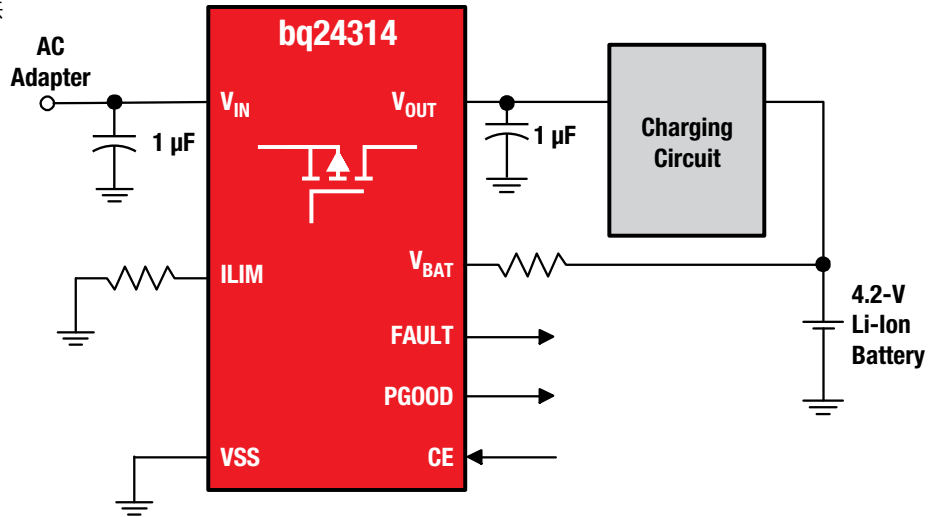 bq24314
AC
Adapter
VIN
VOUT
1 µF
1 µF
Charging
Circuit
ILIM
VBAT
4.2-V
Li-Ion
Battery
FAULT
PGOOD
VSS
CE